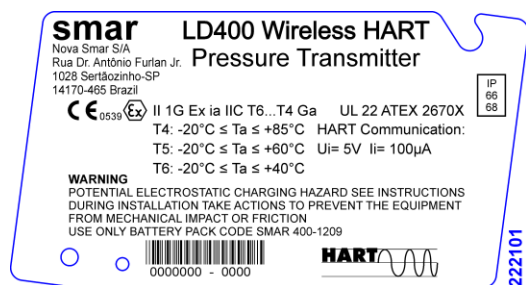 smar
LD400 Wireless HART
Pressure Transmitter
Nova Smar S/A
Rua Dr. Antônio Furlan Jr.
1028 Sertãozinho-SP
14170-465 Brazil
IP
66
68
CE 0539 Ex II 1G Ex ia IIC T6...T4 Ga UL 22 ATEX 2670X
T4: -20°C ≤ Ta ≤ +85°C HART Communication:
T5: -20°C ≤ Ta ≤ +60°C Ui= 5V Ii= 100µA
T6: -20°C ≤ Ta ≤ +40°C
WARNING
POTENTIAL ELECTROSTATIC CHARGING HAZARD SEE INSTRUCTIONS
DURING INSTALLATION TAKE ACTIONS TO PREVENT THE EQUIPMENT
FROM MECHANICAL IMPACT OR FRICTION
USE ONLY BATTERY PACK CODE SMAR 400-1209
0000000 - 0000
HART
222101